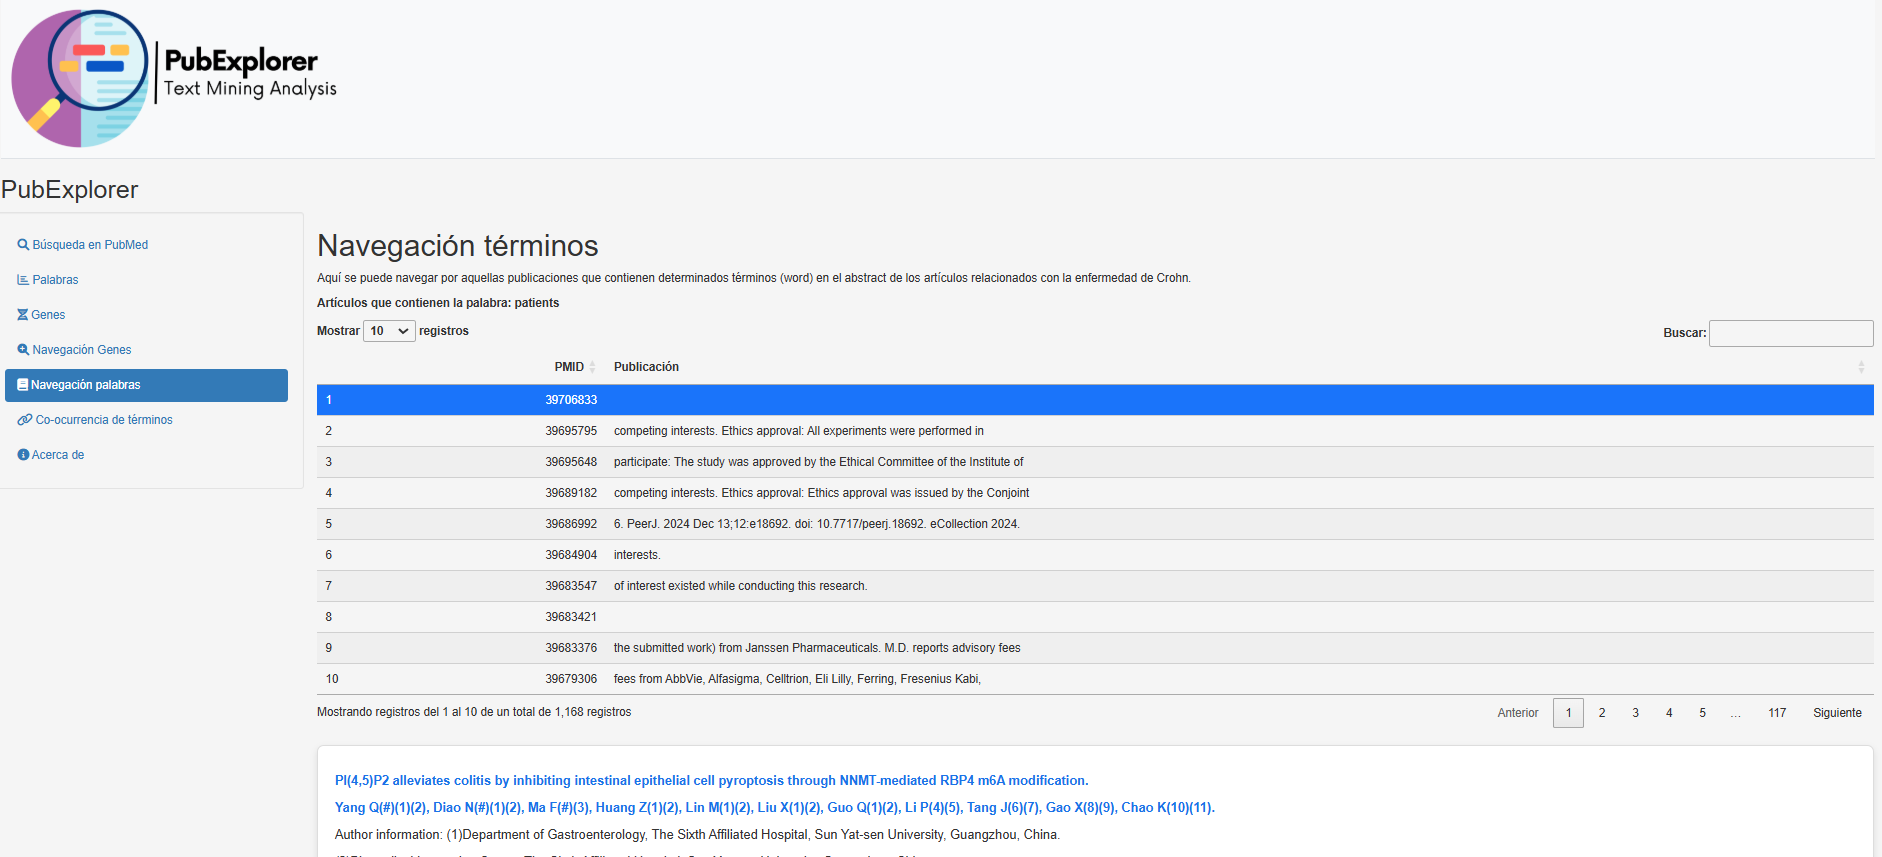 PubExplorer
Text Mining Analysis
PubExplorer
Búsqueda en PubMed
Palabras
Genes
Navegación Genes
Navegación palabras
Co-ocurrencia de términos
Acerca de
Navegación términos
Aquí se puede navegar por aquellas publicaciones que contienen determinados términos (word) en el abstract de los artículos relacionados con la enfermedad de Crohn.
Artículos que contienen la palabra: patients
Mostrar 10 registros
Buscar:
PMID Publicación
1 39706833
2 39695795 competing interests. Ethics approval: All experiments were performed in
3 39695648 participate: The study was approved by the Ethical Committee of the Institute of
4 39689182 competing interests. Ethics approval: Ethics approval was issued by the Conjoint
5 39686992 6. PeerJ. 2024 Dec 13;12:e18692. doi: 10.7717/peerj.18692. eCollection 2024.
6 39684904 interests.
7 39683547 of interest existed while conducting this research.
8 39683421
9 39683376 the submitted work) from Janssen Pharmaceuticals. M.D. reports advisory fees
10 39679306 fees from AbbVie, Alfasigma, Celltrion, Eli Lilly, Ferring, Fresenius Kabi,
Mostrando registros del 1 al 10 de un total de 1,168 registros
Anterior 1 2 3 4 5 … 117 Siguiente
PI(4,5)P2 alleviates colitis by inhibiting intestinal epithelial cell pyroptosis through NNMT-mediated RBP4 m6A modification.
Yang Q(#)(1)(2), Diao N(#)(1)(2), Ma F(#)(3), Huang Z(1)(2), Lin M(1)(2), Liu X(1)(2), Guo Q(1)(2), Li P(4)(5), Tang J(6)(7), Gao X(8)(9), Chao K(10)(11).
Author information: (1)Department of Gastroenterology, The Sixth Affiliated Hospital, Sun Yat-sen University, Guangzhou, China.